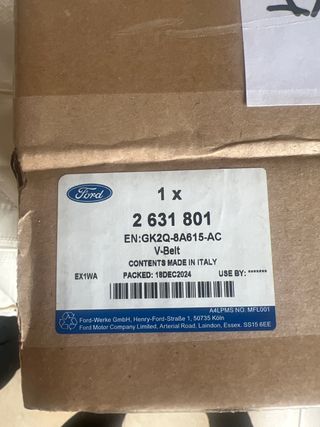 Ford
1 x
2 631 801
EN:GK2Q-8A615-AC
V-Belt
CONTENTS MADE IN ITALY
EX1WA PACKED: 18DEC2024 USE BY: *******
A4LPMS NO. MFL001
Ford-Werke GmbH, Henry-Ford-Straße 1, 50735 Köln
Ford Motor Company Limited, Arterial Road, Laindon, Essex. SS15 6EE